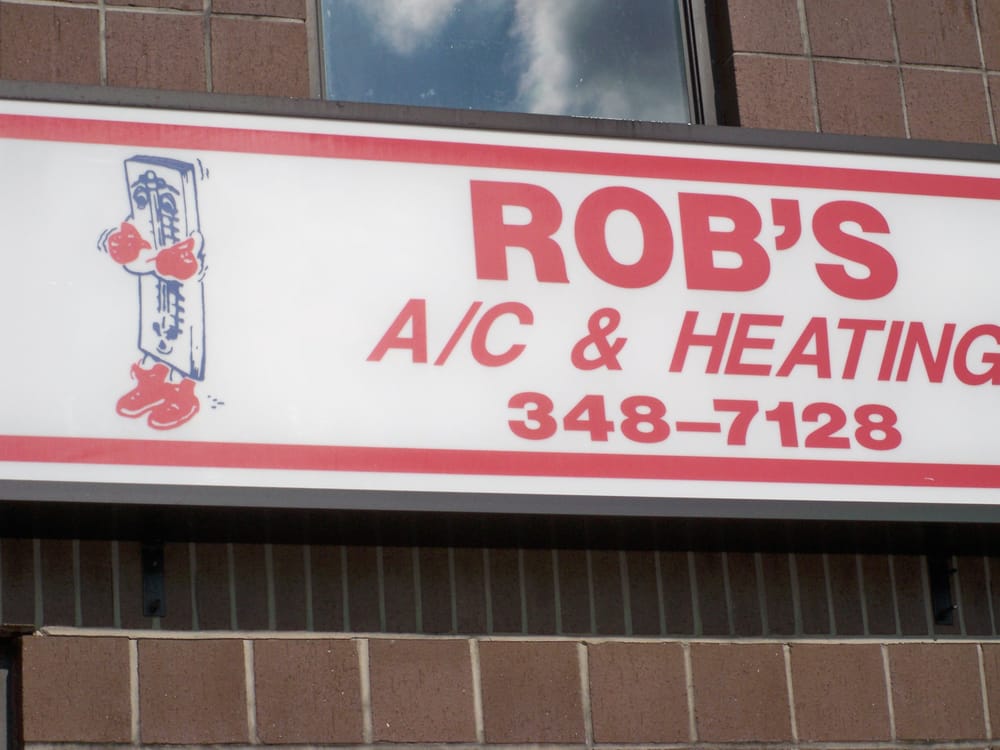 ROB'S
A/C & HEATING
348-7128